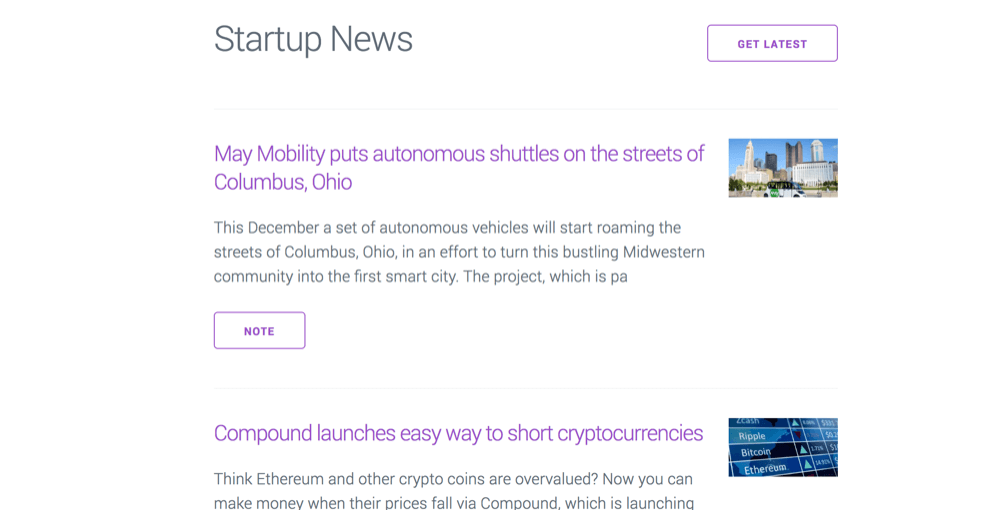 Startup News
GET LATEST
May Mobility puts autonomous shuttles on the streets of
Columbus, Ohio
This December a set of autonomous vehicles will start roaming the
streets of Columbus, Ohio, in an effort to turn this bustling Midwestern
community into the first smart city. The project, which is pa
NOTE
Compound launches easy way to short cryptocurrencies
Zcash
Ripple
Bitcoin
Ethereum
Think Ethereum and other crypto coins are overvalued? Now you can
make money when their prices fall via Compound, which is launching